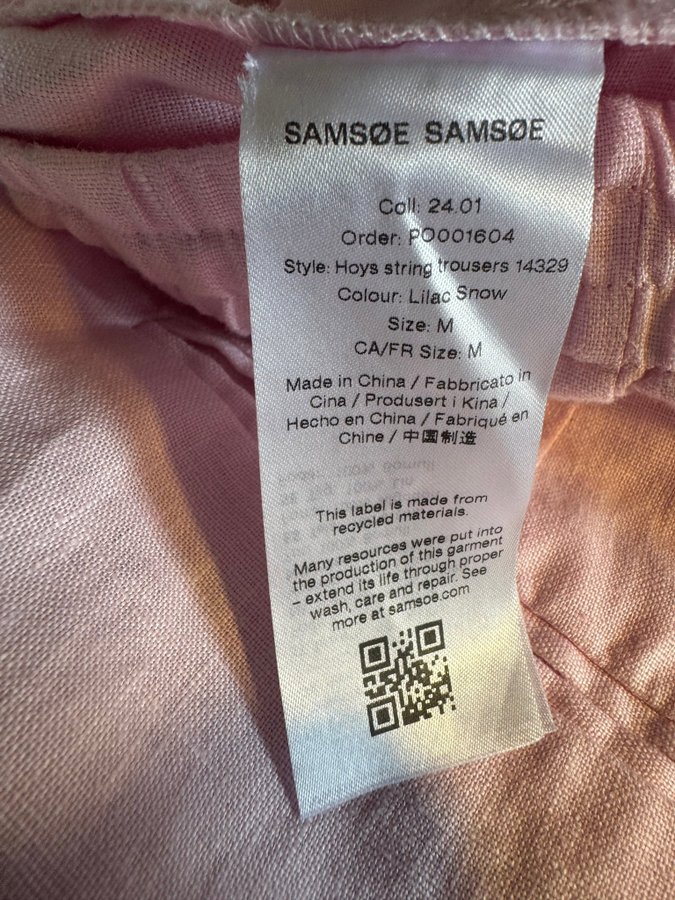 SAMSØE SAMSØE
Coll: 24.01
Order: PO001604
Style: Hoys string trousers 14329
Colour: Lilac Snow
Size: M
CA/FR Size: M
Made in China / Fabbricato in
Cina / Produsert i Kina /
Hecho en China / Fabriqué en
Chine / 中国制造
This label is made from
recycled materials.
Many resources were put into
the production of this garment
– extend its life through proper
wash, care and repair. See
more at samsoe.com